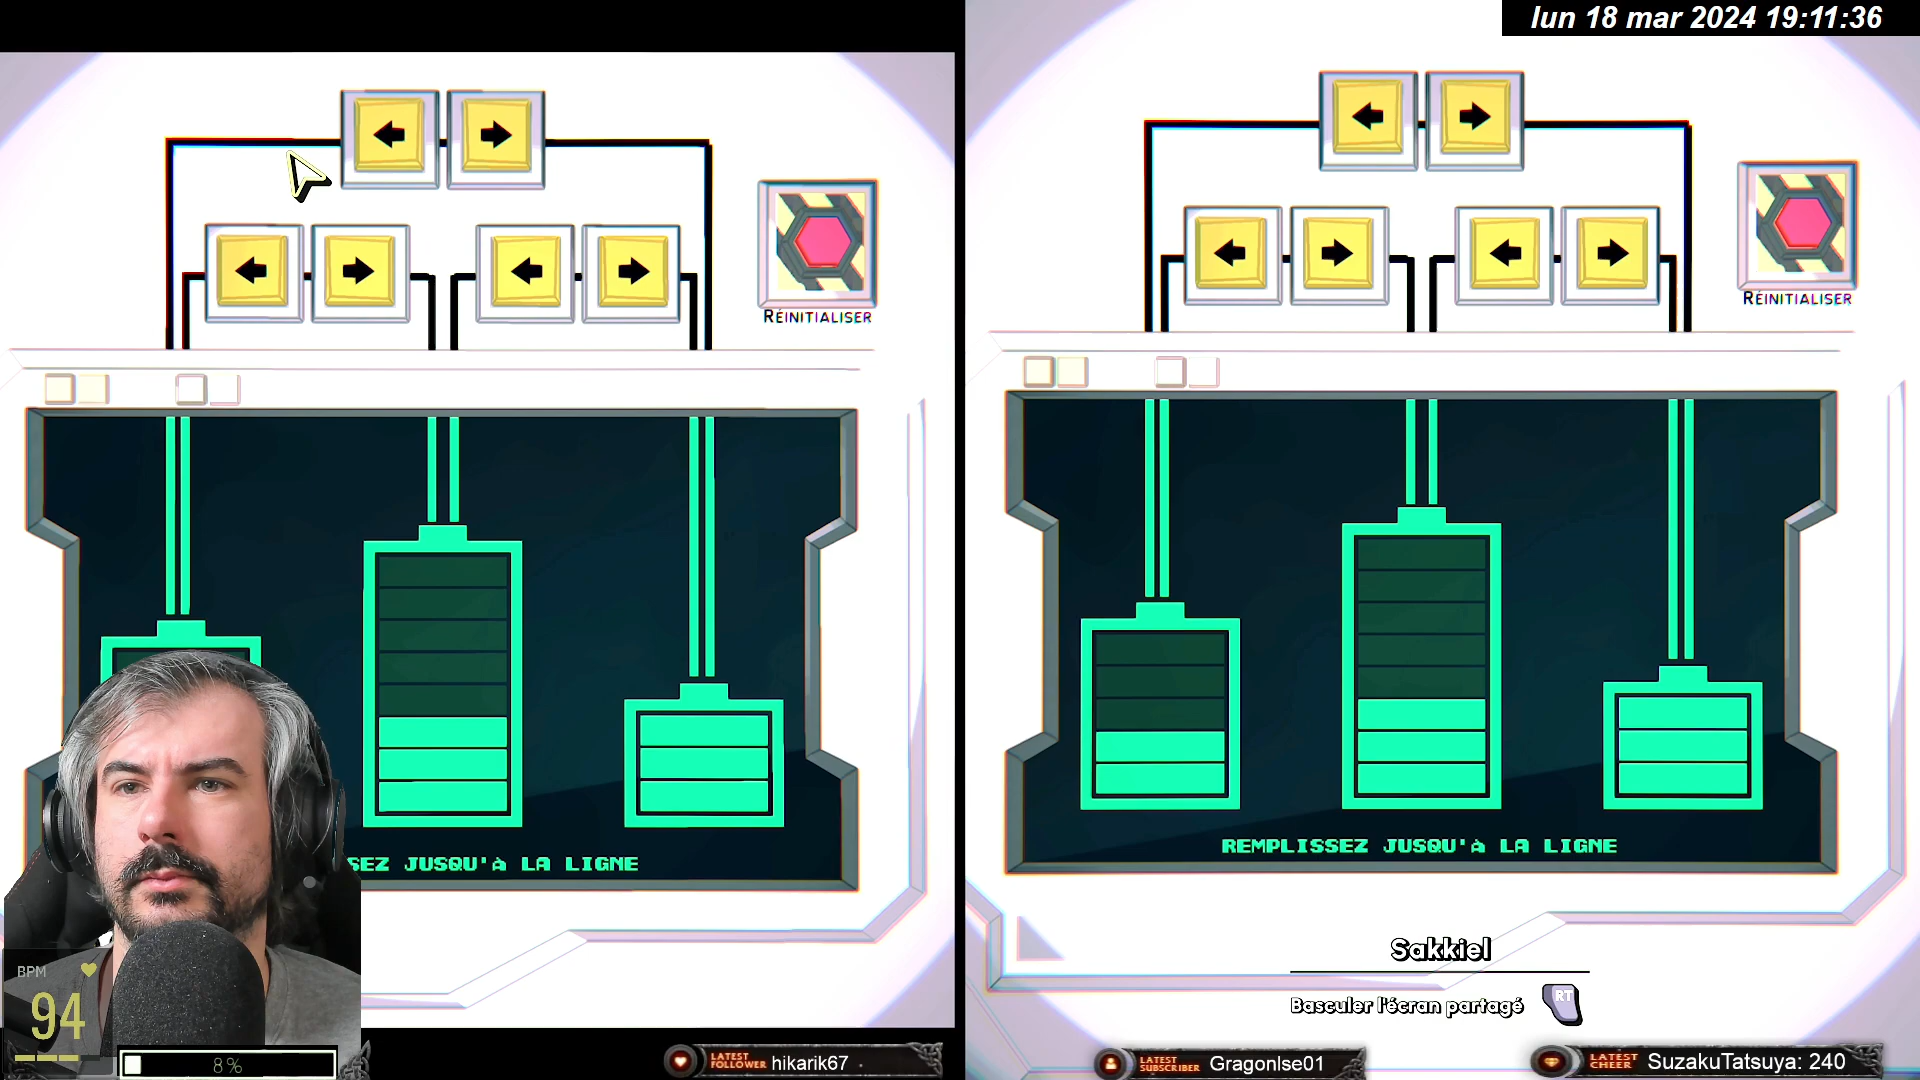 lun 18 mar 2024 19:11:36
RÉINITIALISER
RÉINITIALISER
SEZ JUSQU'à LA LIGNE
REMPLISSEZ JUSQU'à LA LIGNE
Sakkiel
Basculer l'écran partagé
RT
BPM
94
8%
LATEST FOLLOWER hikarik67
LATEST SUBSCRIBER Gragonlse01
LATEST CHEER SuzakuTatsuya: 240